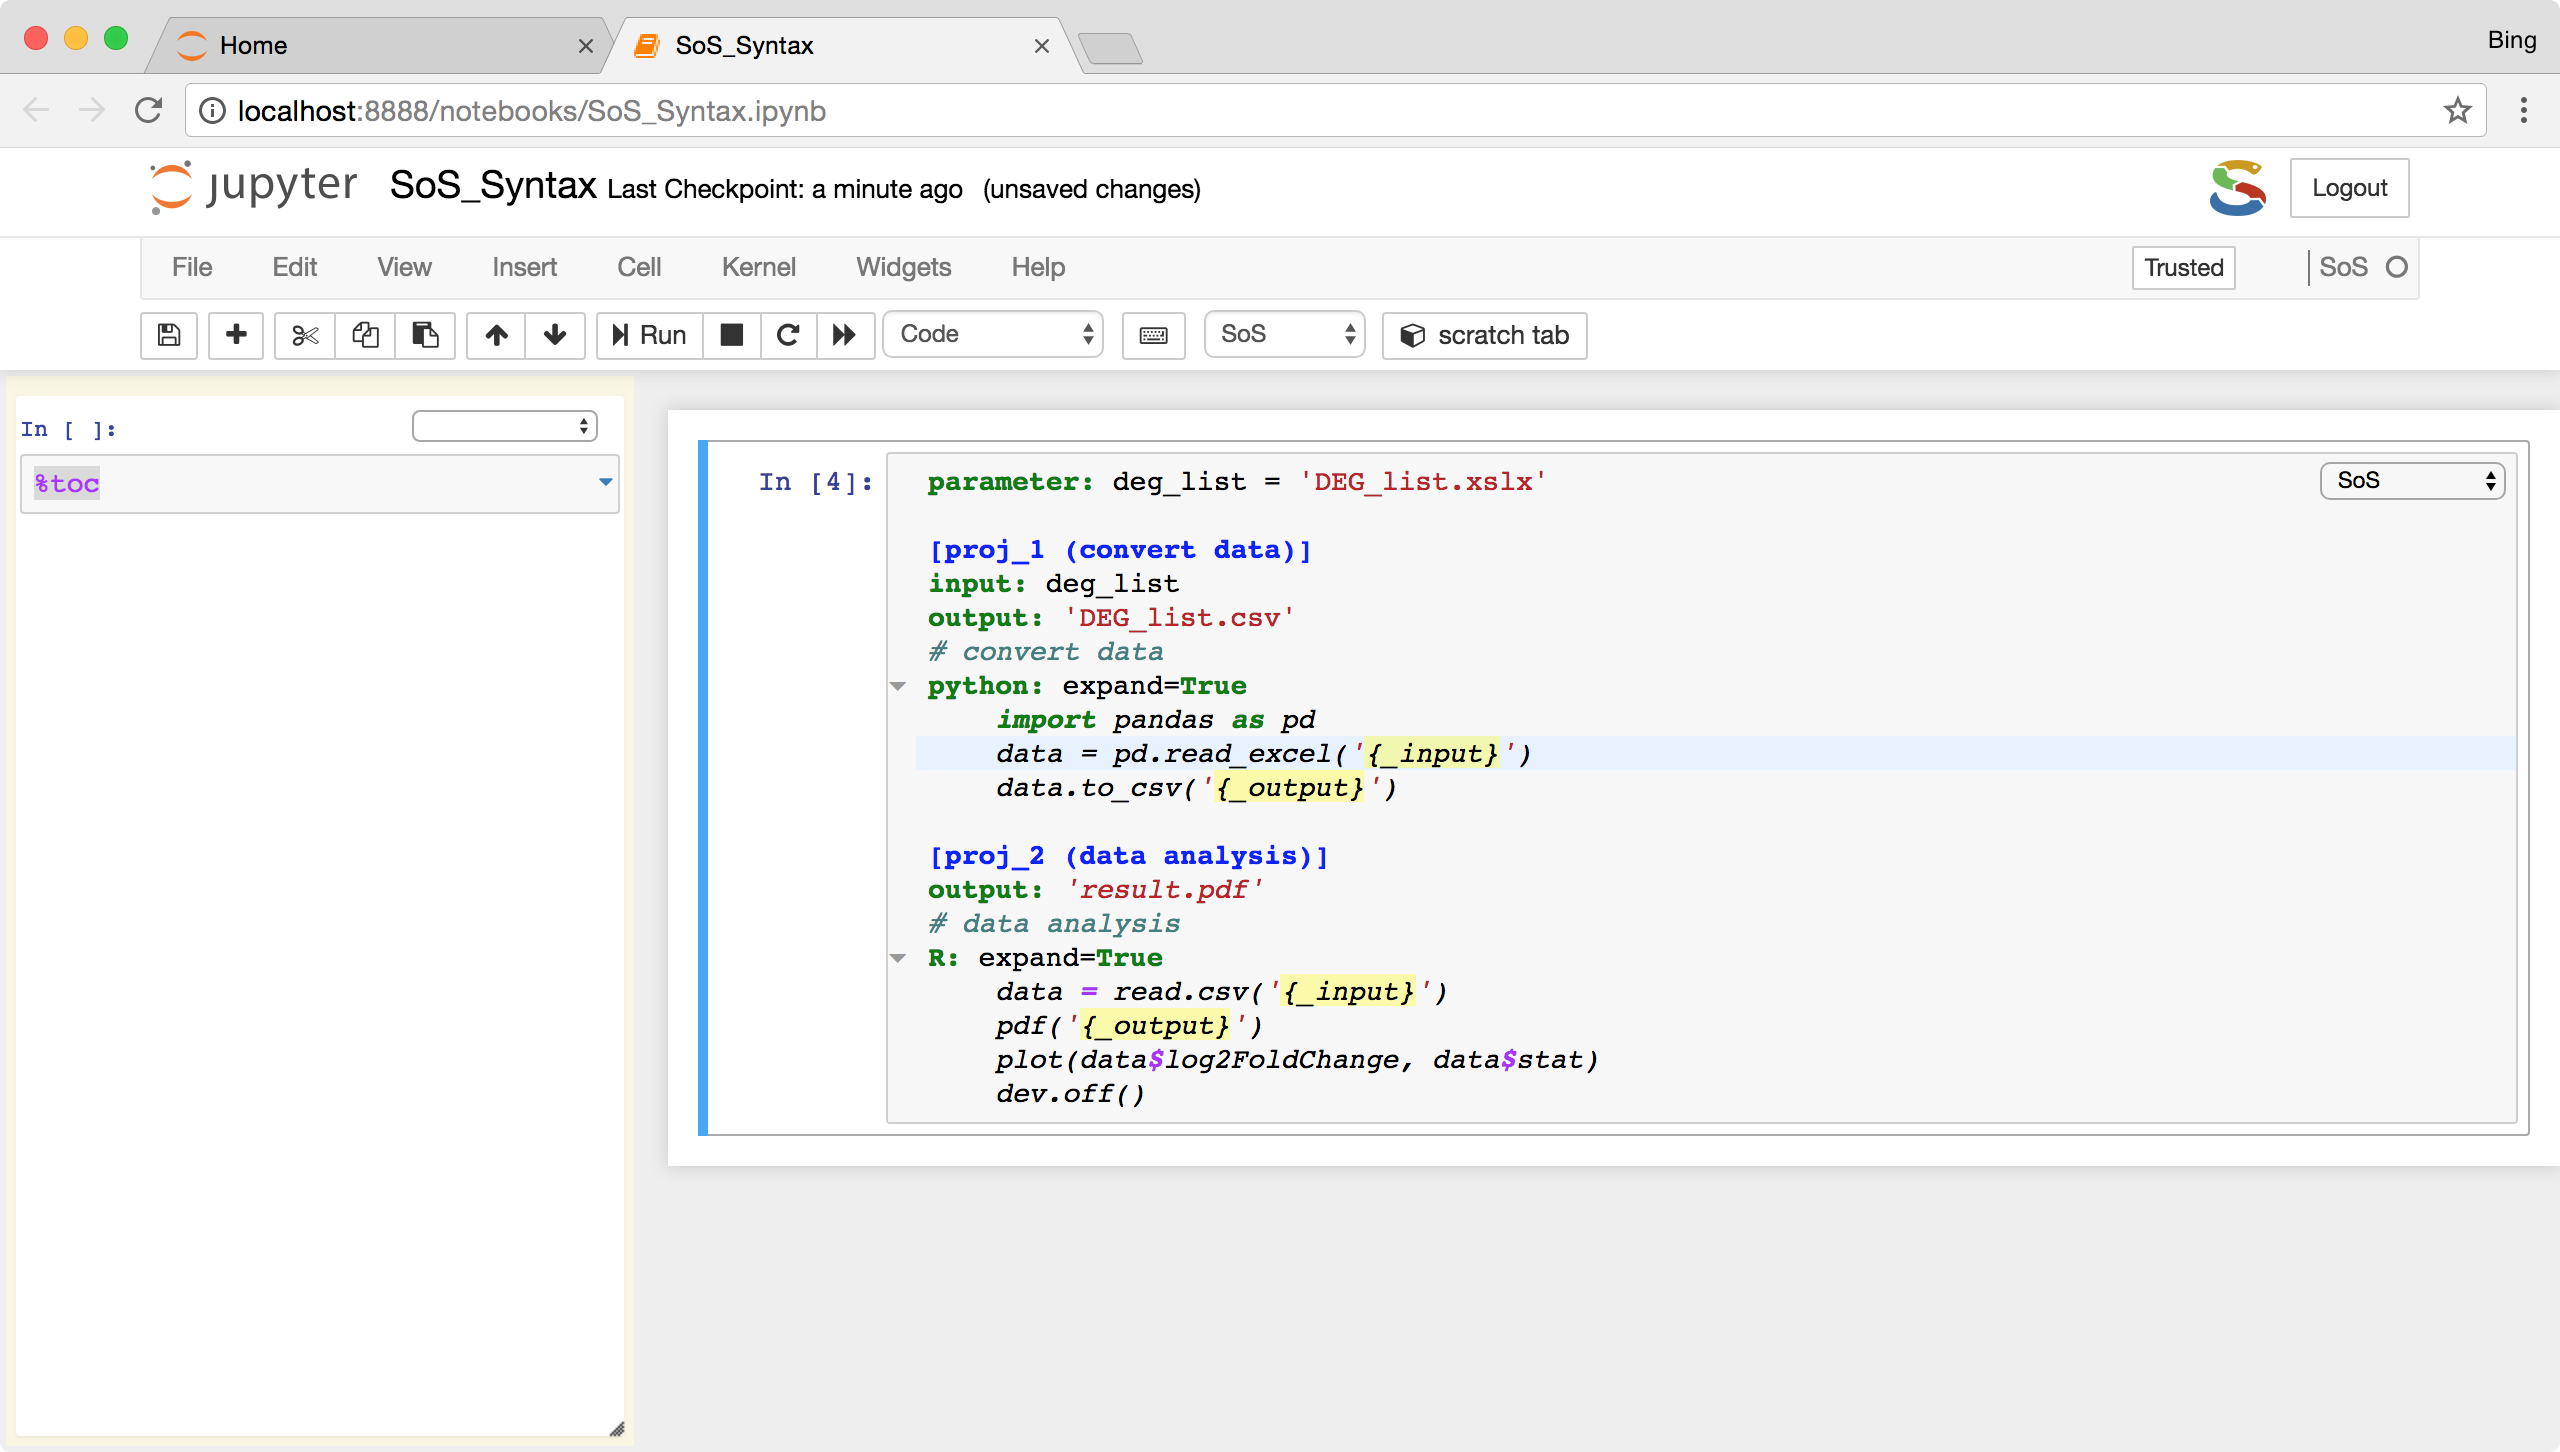 Home
SoS_Syntax
Bing
localhost:8888/notebooks/SoS_Syntax.ipynb
jupyter SoS_Syntax Last Checkpoint: a minute ago (unsaved changes)
Logout
File Edit View Insert Cell Kernel Widgets Help
Trusted
SoS
Run
Code
SoS
scratch tab
In [ ]:
%toc
In [4]:
SoS
parameter: deg_list = 'DEG_list.xslx'
[proj_1 (convert data)]
input: deg_list
output: 'DEG_list.csv'
# convert data
python: expand=True
import pandas as pd
data = pd.read_excel('{_input}')
data.to_csv('{_output}')
[proj_2 (data analysis)]
output: 'result.pdf'
# data analysis
R: expand=True
data = read.csv('{_input}')
pdf('{_output}')
plot(data$log2FoldChange, data$stat)
dev.off()